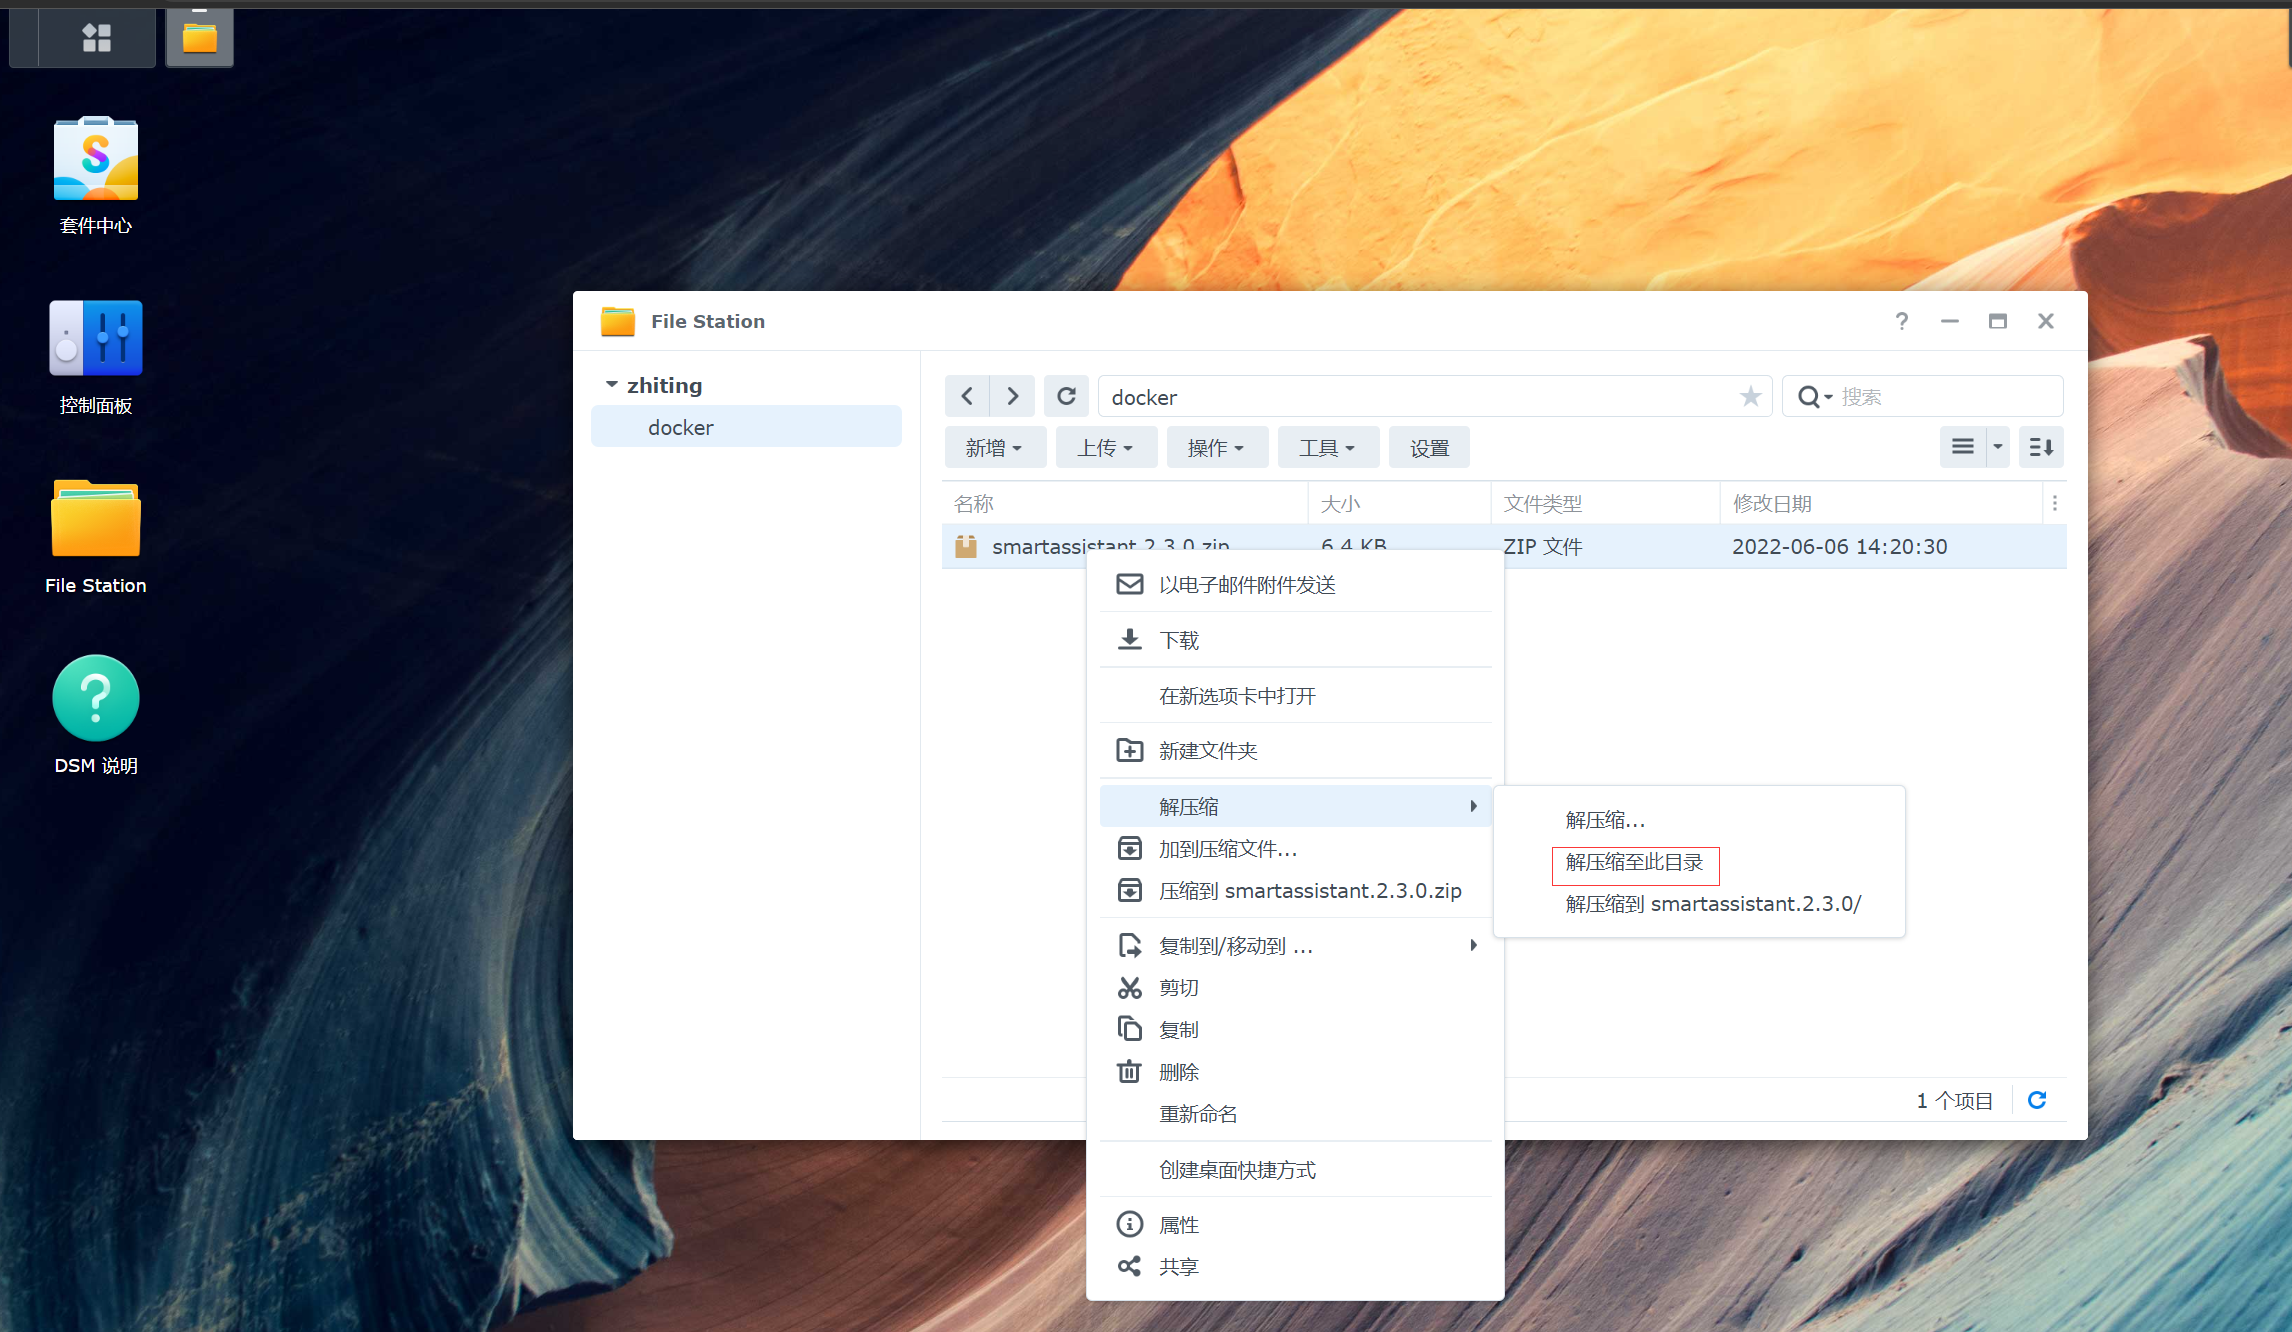 套件中心
控制面板
File Station
DSM 说明
File Station
zhiting
docker
docker
搜索
新增
上传
操作
工具
设置
名称
大小
文件类型
修改日期
smartassistant.2.3.0.zip
6.4 KB
ZIP 文件
2022-06-06 14:20:30
以电子邮件附件发送
下载
在新选项卡中打开
新建文件夹
解压缩
加到压缩文件...
压缩到 smartassistant.2.3.0.zip
复制到/移动到 ...
剪切
复制
删除
重新命名
创建桌面快捷方式
属性
共享
解压缩...
解压缩至此目录
解压缩到 smartassistant.2.3.0/
1 个项目